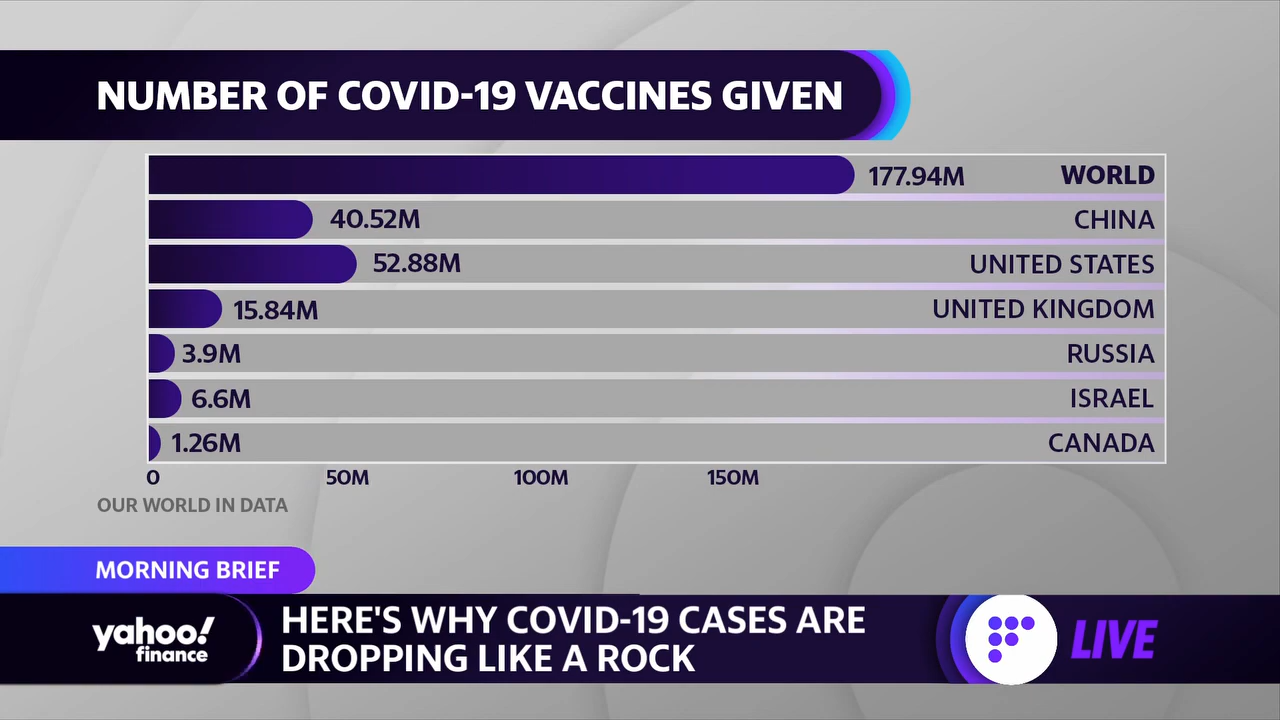 NUMBER OF COVID-19 VACCINES GIVEN
177.94M WORLD
40.52M CHINA
52.88M UNITED STATES
15.84M UNITED KINGDOM
3.9M RUSSIA
6.6M ISRAEL
1.26M CANADA
0 50M 100M 150M
OUR WORLD IN DATA
MORNING BRIEF
yahoo!
finance
HERE'S WHY COVID-19 CASES ARE
DROPPING LIKE A ROCK
LIVE